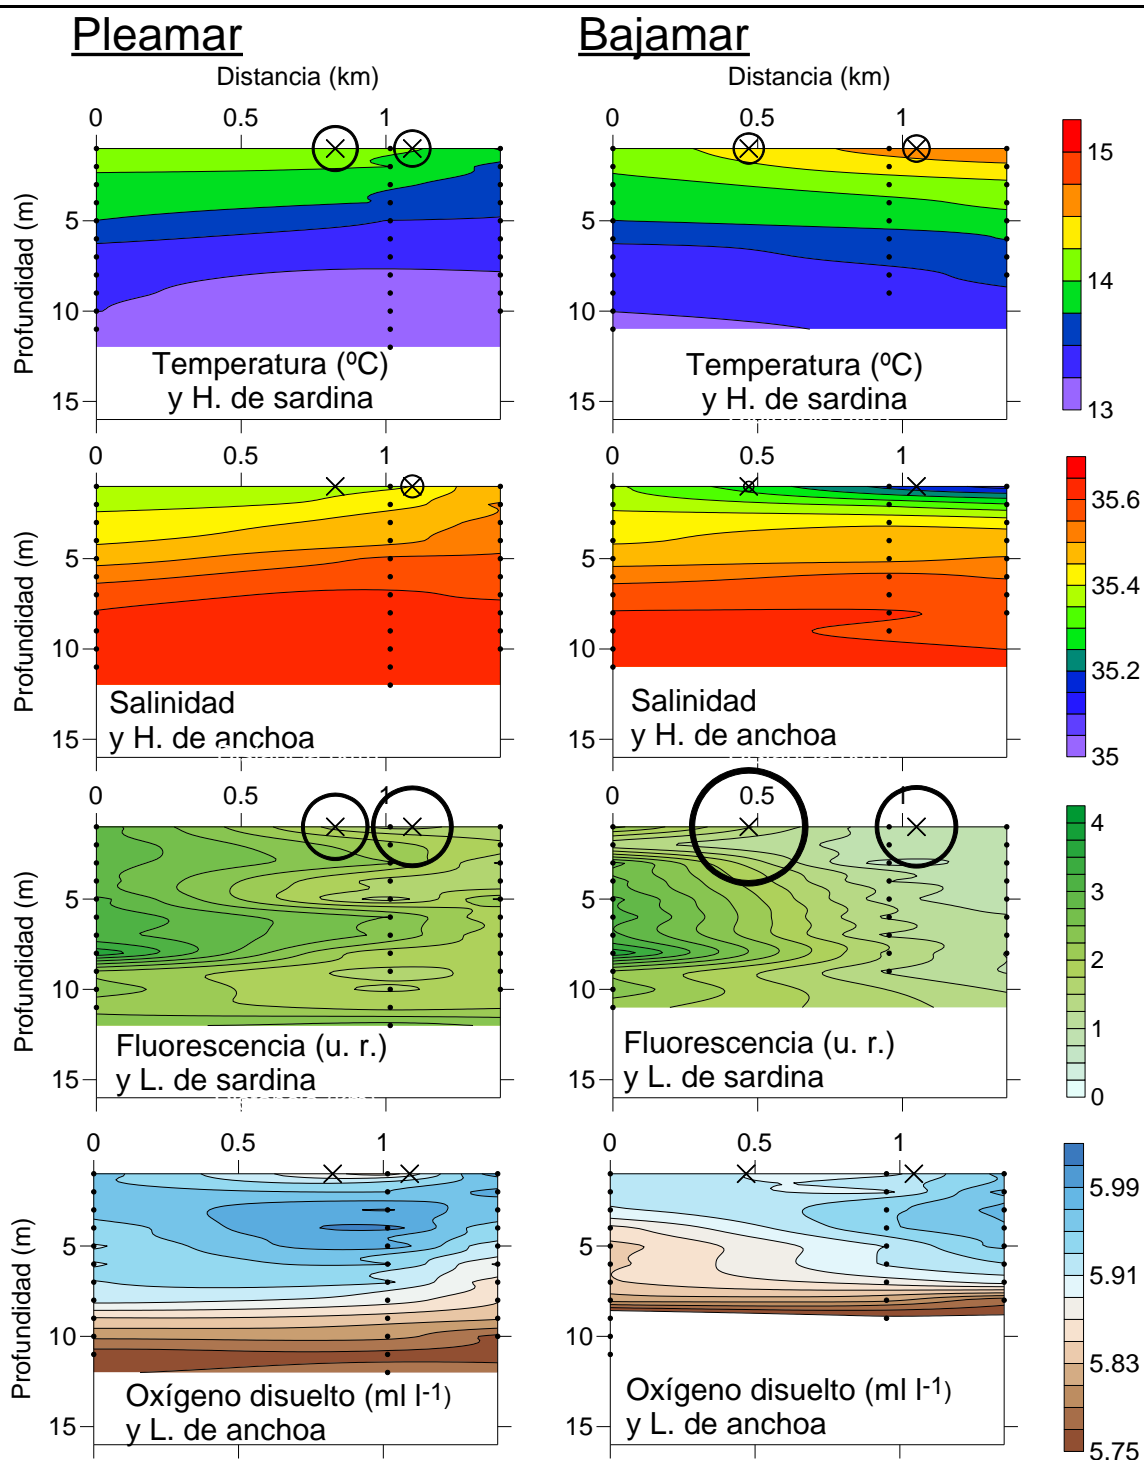 Pleamar
Bajamar
Distancia (km)
Distancia (km)
0 0.5 1
0 0.5 1
Profundidad (m)
5
10
15
5
10
15
15
14
13
Temperatura (ºC)
y H. de sardina
Temperatura (ºC)
y H. de sardina
0 0.5 1
0 0.5 1
Profundidad (m)
5
10
15
5
10
15
35.6
35.4
35.2
35
Salinidad
y H. de anchoa
Salinidad
y H. de anchoa
0.5 1
0 0.5 1
Profundidad (m)
5
10
15
5
10
15
4
3
2
1
0
Fluorescencia (u. r.)
y L. de sardina
Fluorescencia (u. r.)
y L. de sardina
0 0.5 1
0 0.5 1
Profundidad (m)
5
10
15
5
10
15
5.99
5.91
5.83
5.75
Oxígeno disuelto (ml l-1)
y L. de anchoa
Oxígeno disuelto (ml l-1)
y L. de anchoa